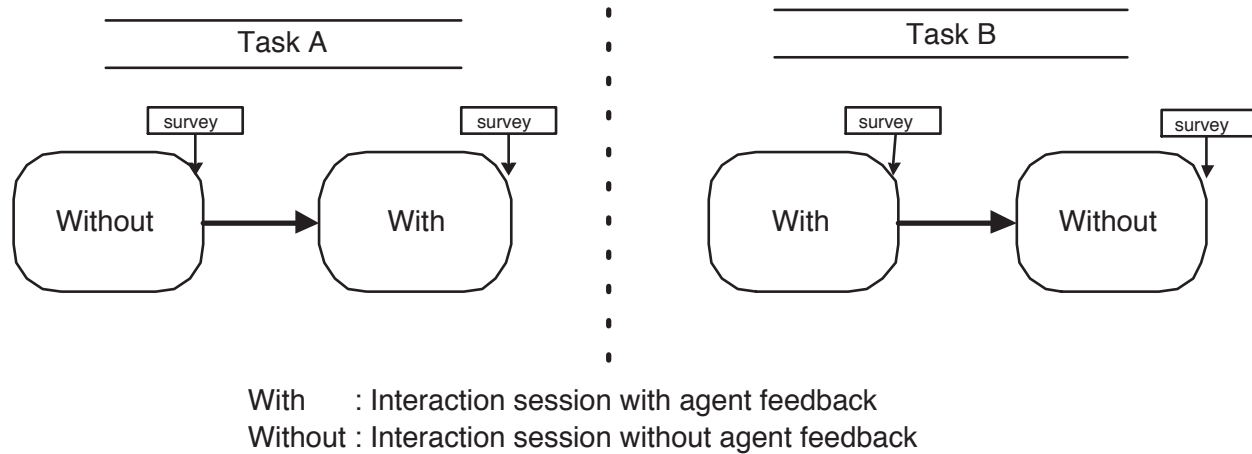 Task A
Task B
survey
survey
survey
survey
Without
With
With
Without
With : Interaction session with agent feedback
Without : Interaction session without agent feedback